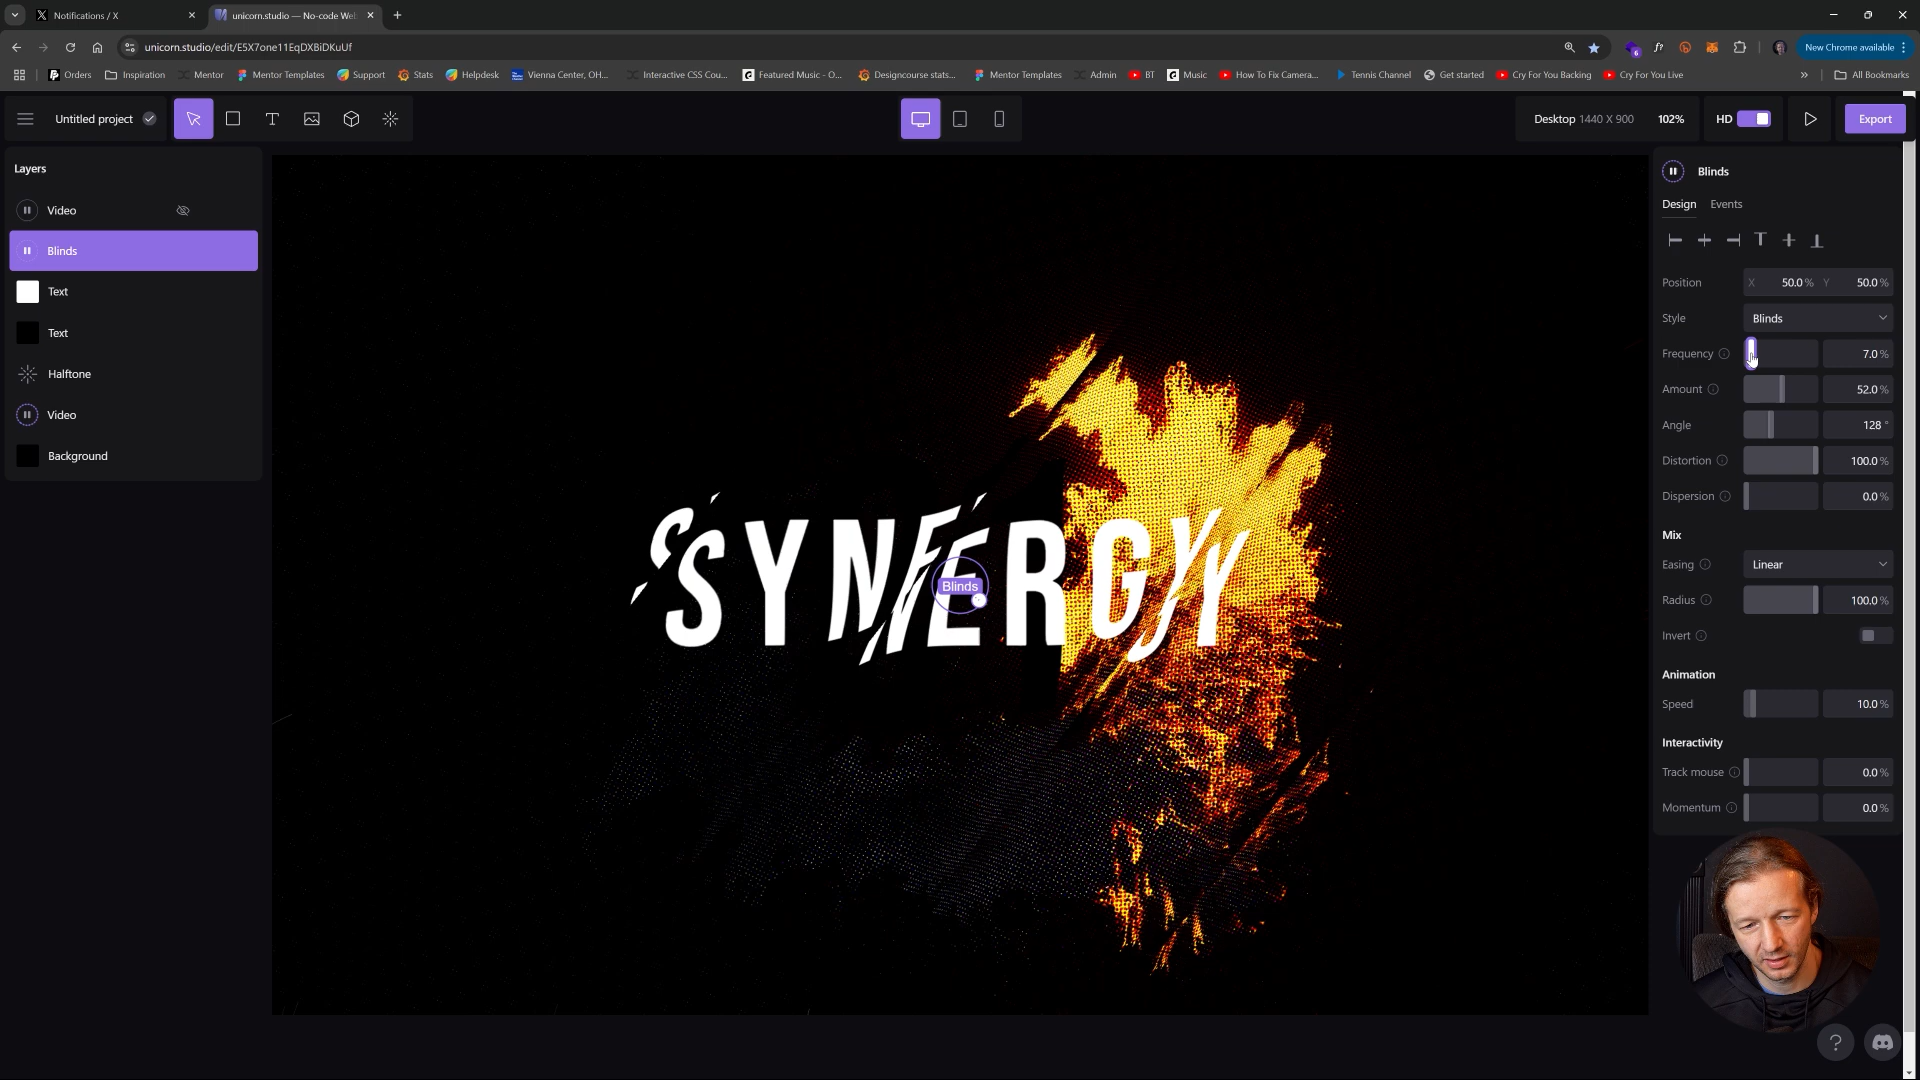 Notifications / X
unicorn.studio — No-code We
unicorn.studio/edit/E5X7one11EqDXBiDKuUf
New Chrome available
Orders
Inspiration
Mentor
Mentor Templates
Support
Stats
Helpdesk
Vienna Center, OH...
Interactive CSS Cou...
Featured Music - O...
Designcourse stats...
Mentor Templates
Admin
BT
Music
How To Fix Camera...
Tennis Channel
Get started
Cry For You Backing
Cry For You Live
All Bookmarks
Untitled project
Desktop 1440 X 900
102%
HD
Export
Layers
Video
Blinds
Text
Text
Halftone
Video
Background
SYNERGY
Blinds
Blinds
Design Events
Position X 50.0 % Y 50.0 %
Style Blinds
Frequency 7.0 %
Amount 52.0 %
Angle 128 °
Distortion 100.0 %
Dispersion 0.0 %
Mix
Easing Linear
Radius 100.0 %
Invert
Animation
Speed 10.0 %
Interactivity
Track mouse 0.0 %
Momentum 0.0 %
?